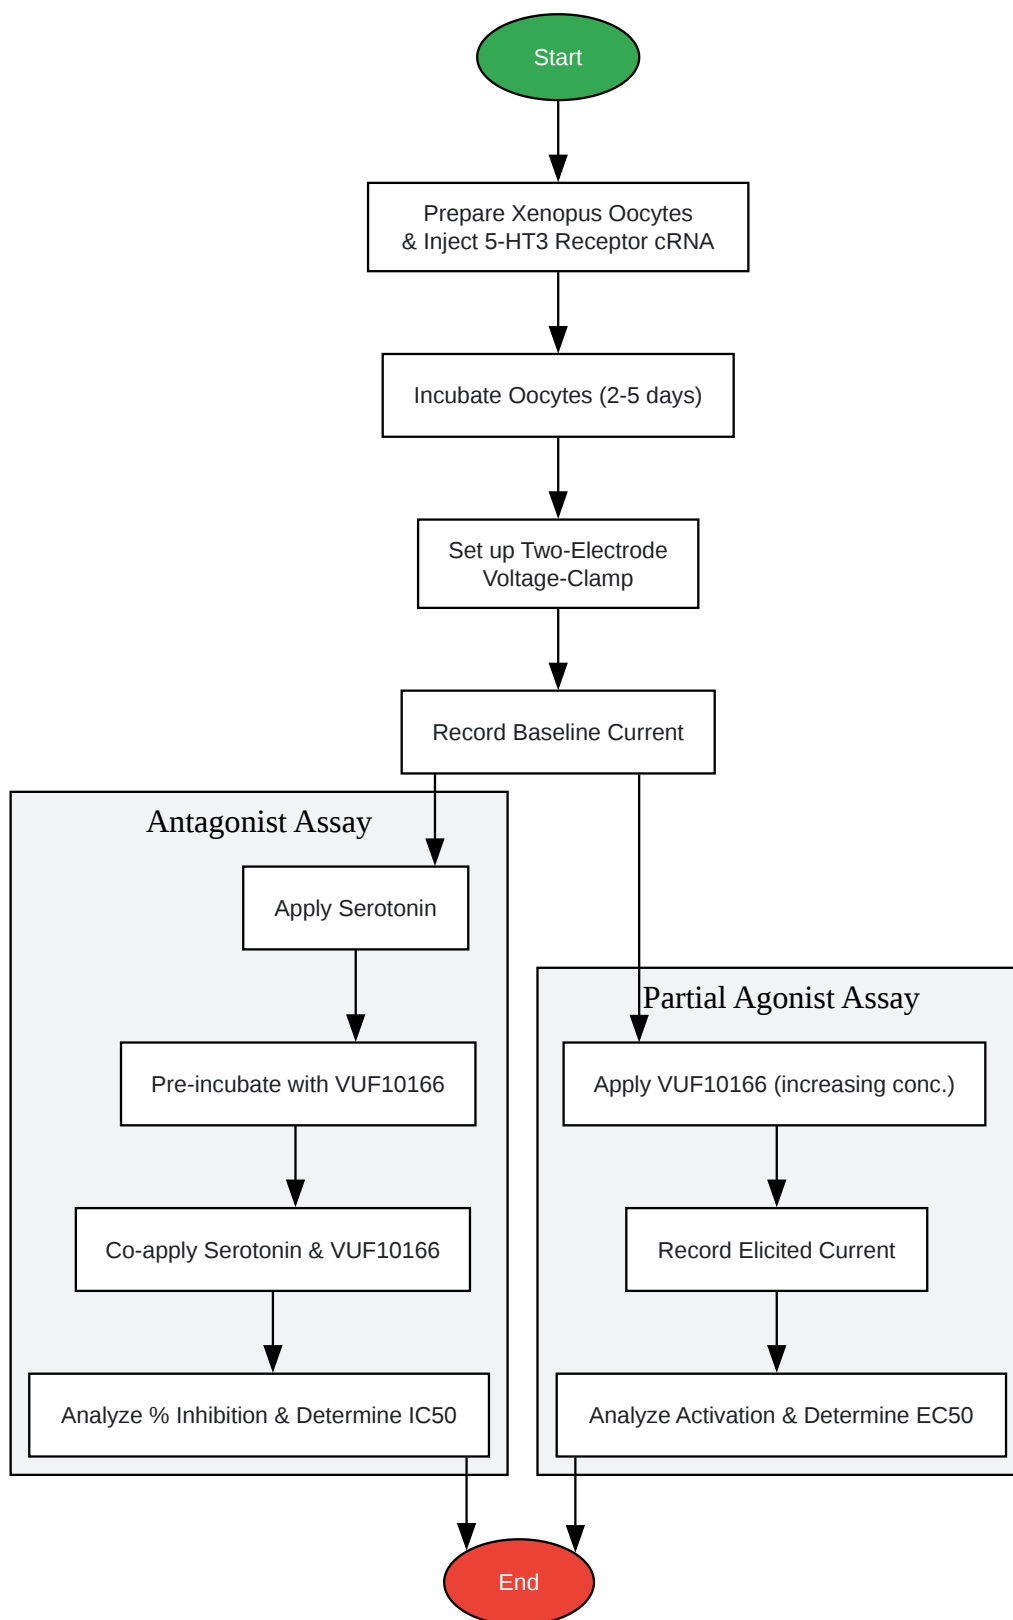 Start
Prepare Xenopus Oocytes
& Inject 5-HT3 Receptor cRNA
Incubate Oocytes (2-5 days)
Set up Two-Electrode
Voltage-Clamp
Record Baseline Current
Antagonist Assay
Apply Serotonin
Pre-incubate with VUF10166
Co-apply Serotonin & VUF10166
Analyze % Inhibition & Determine IC50
Partial Agonist Assay
Apply VUF10166 (increasing conc.)
Record Elicited Current
Analyze Activation & Determine EC50
End